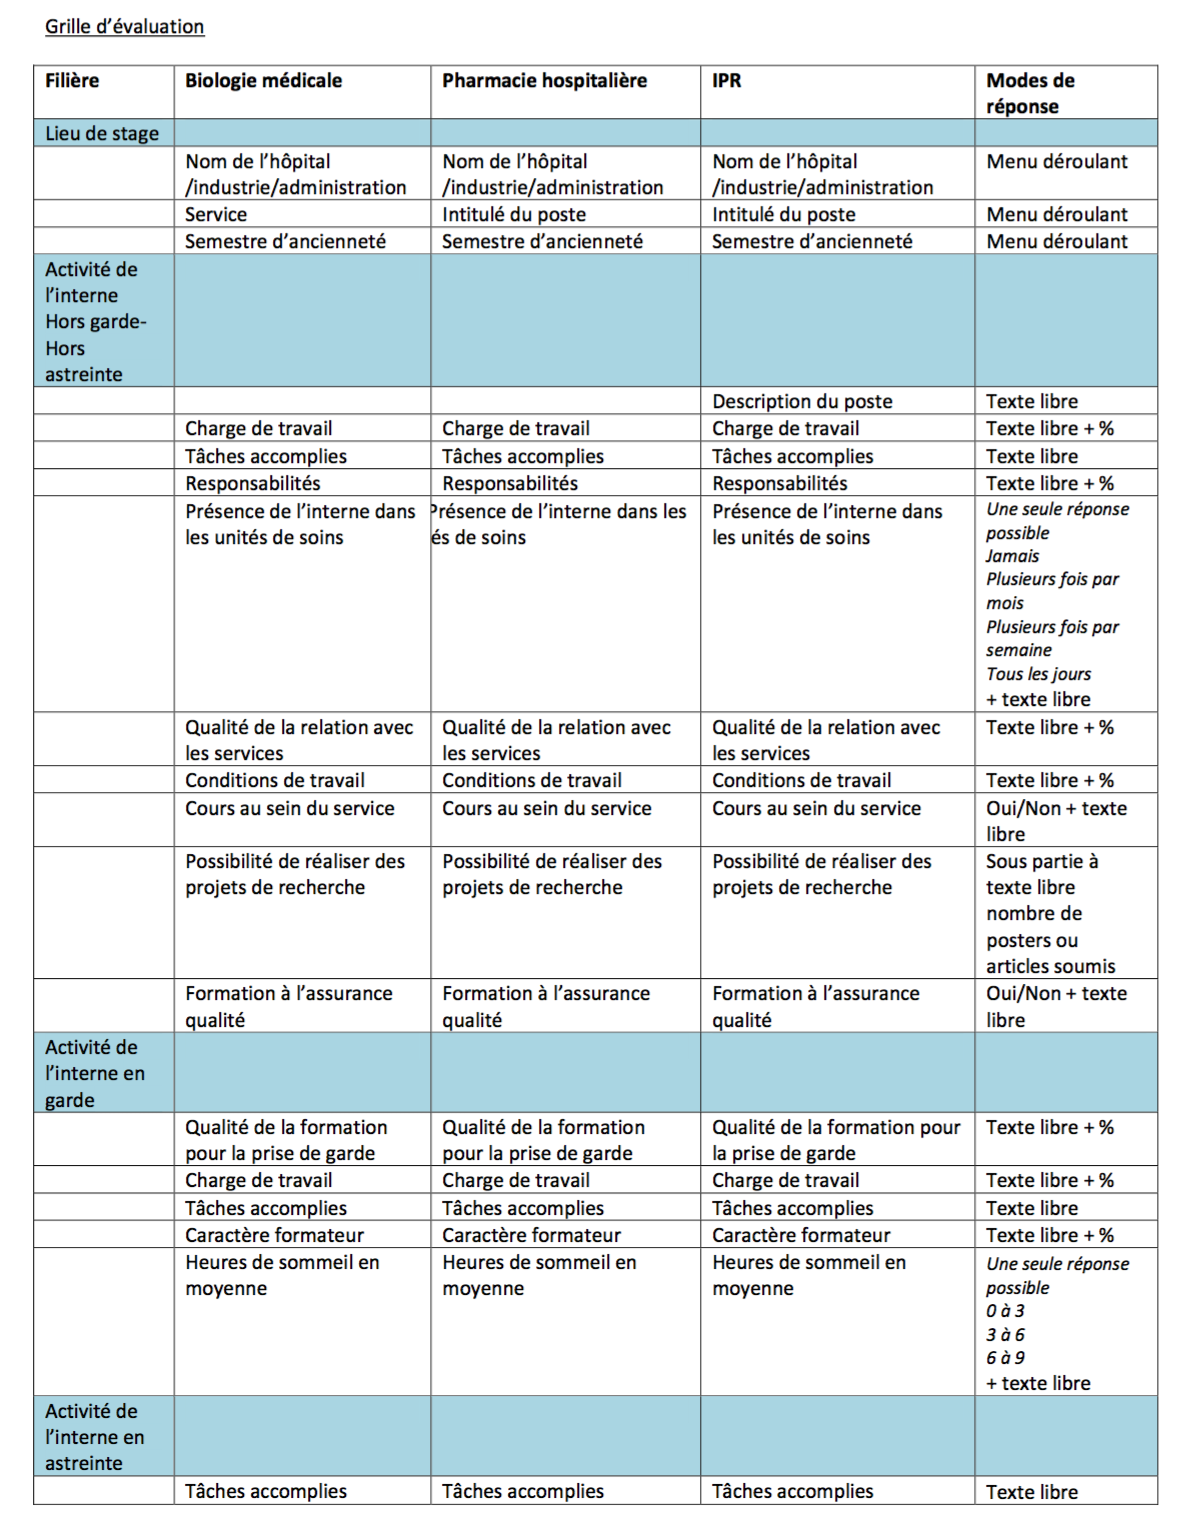 Grille d’évaluation
Filière Biologie médicale Pharmacie hospitalière IPR Modes de
réponse
Lieu de stage
Nom de l’hôpital Nom de l’hôpital Nom de l’hôpital Menu déroulant
/industrie/administration /industrie/administration /industrie/administration
Service Intitulé du poste Intitulé du poste Menu déroulant
Semestre d’ancienneté Semestre d’ancienneté Semestre d’ancienneté Menu déroulant
Activité de
l’interne
Hors garde-
Hors
astreinte
Description du poste Texte libre
Charge de travail Charge de travail Charge de travail Texte libre + %
Tâches accomplies Tâches accomplies Tâches accomplies Texte libre
Responsabilités Responsabilités Responsabilités Texte libre + %
Présence de l’interne dans Présence de l’interne dans les Présence de l’interne dans Une seule réponse
les unités de soins és de soins les unités de soins possible
Jamais
Plusieurs fois par
mois
Plusieurs fois par
semaine
Tous les jours
+ texte libre
Qualité de la relation avec Qualité de la relation avec Qualité de la relation avec Texte libre + %
les services les services les services
Conditions de travail Conditions de travail Conditions de travail Texte libre + %
Cours au sein du service Cours au sein du service Cours au sein du service Oui/Non + texte
libre
Possibilité de réaliser des Possibilité de réaliser des Possibilité de réaliser des Sous partie à
projets de recherche projets de recherche projets de recherche texte libre
nombre de
posters ou
articles soumis
Formation à l’assurance Formation à l’assurance Formation à l’assurance Oui/Non + texte
qualité qualité qualité libre
Activité de
l’interne en
garde
Qualité de la formation Qualité de la formation Qualité de la formation pour Texte libre + %
pour la prise de garde pour la prise de garde la prise de garde
Charge de travail Charge de travail Charge de travail Texte libre + %
Tâches accomplies Tâches accomplies Tâches accomplies Texte libre
Caractère formateur Caractère formateur Caractère formateur Texte libre + %
Heures de sommeil en Heures de sommeil en Heures de sommeil en Une seule réponse
moyenne moyenne moyenne possible
0 à 3
3 à 6
6 à 9
+ texte libre
Activité de
l’interne en
astreinte
Tâches accomplies Tâches accomplies Tâches accomplies Texte libre